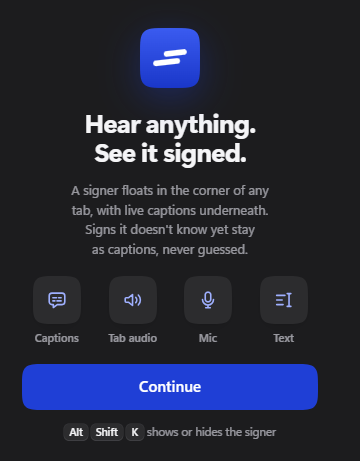 Hear anything.
See it signed.
A signer floats in the corner of any
tab, with live captions underneath.
Signs it doesn't know yet stay
as captions, never guessed.
Captions Tab audio Mic Text
Continue
Alt Shift K shows or hides the signer